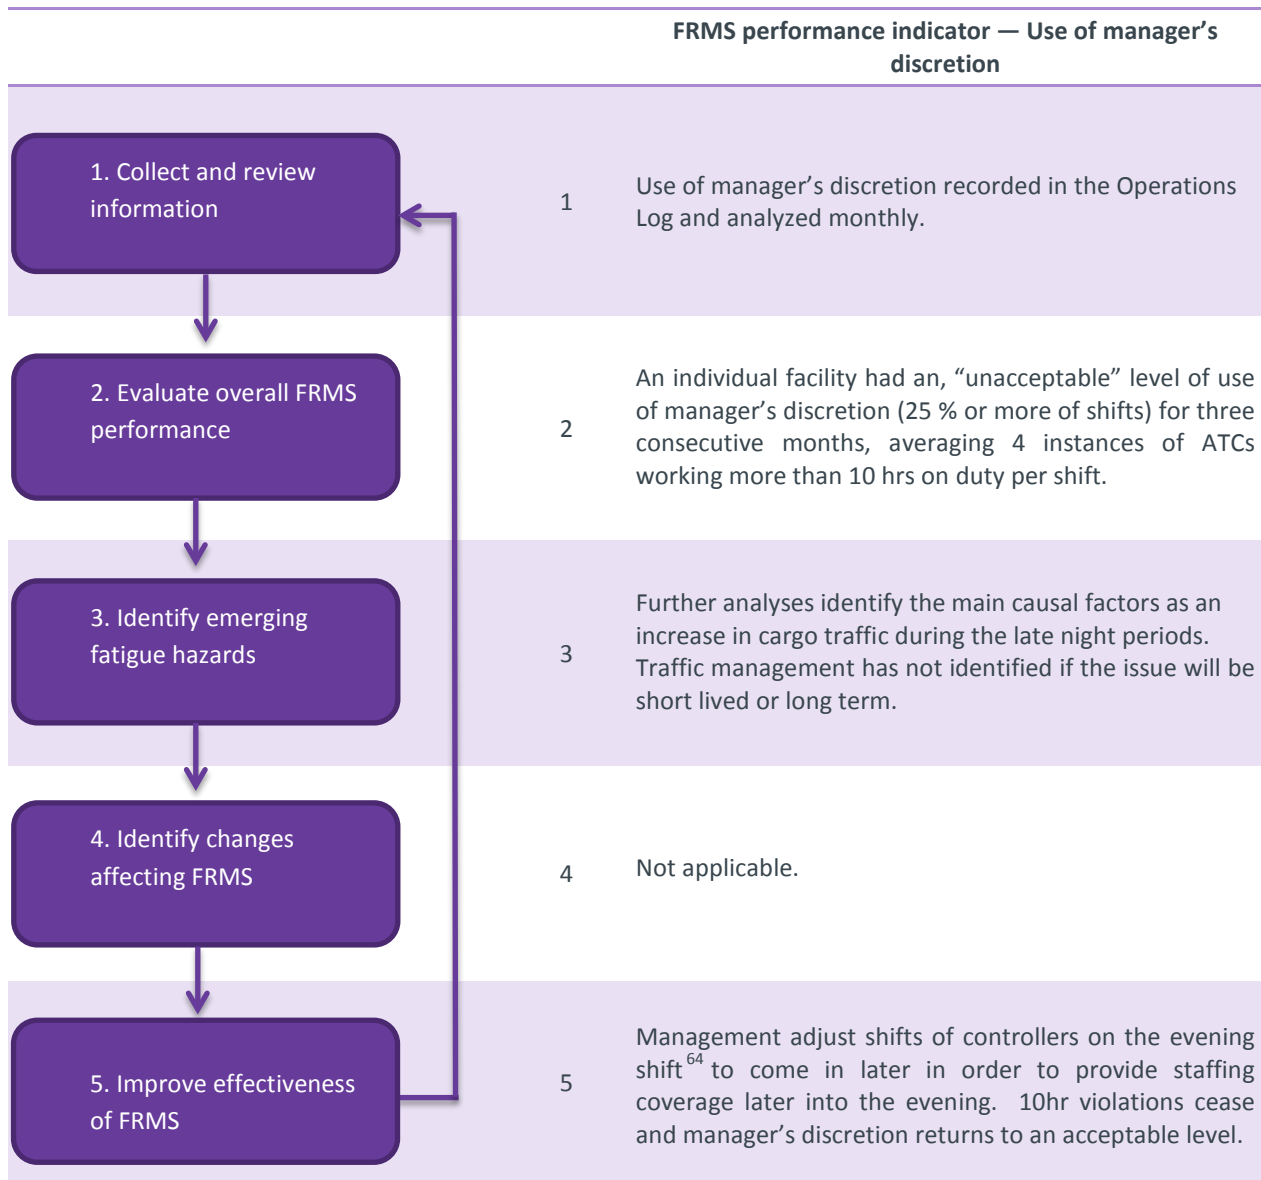 FRMS performance indicator — Use of manager's
discretion
1. Collect and review
information
1
Use of manager's discretion recorded in the Operations
Log and analyzed monthly.
2. Evaluate overall FRMS
performance
2
An individual facility had an, “unacceptable” level of use
of manager's discretion (25 % or more of shifts) for three
consecutive months, averaging 4 instances of ATCs
working more than 10 hrs on duty per shift.
3. Identify emerging
fatigue hazards
3
Further analyses identify the main causal factors as an
increase in cargo traffic during the late night periods.
Traffic management has not identified if the issue will be
short lived or long term.
4. Identify changes
affecting FRMS
4
Not applicable.
5. Improve effectiveness
of FRMS
5
Management adjust shifts of controllers on the evening
shift 64 to come in later in order to provide staffing
coverage later into the evening. 10hr violations cease
and manager's discretion returns to an acceptable level.